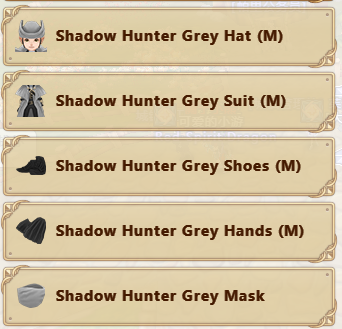 Shadow Hunter Grey Hat (M)
Shadow Hunter Grey Suit (M)
Shadow Hunter Grey Shoes (M)
Shadow Hunter Grey Hands (M)
Shadow Hunter Grey Mask